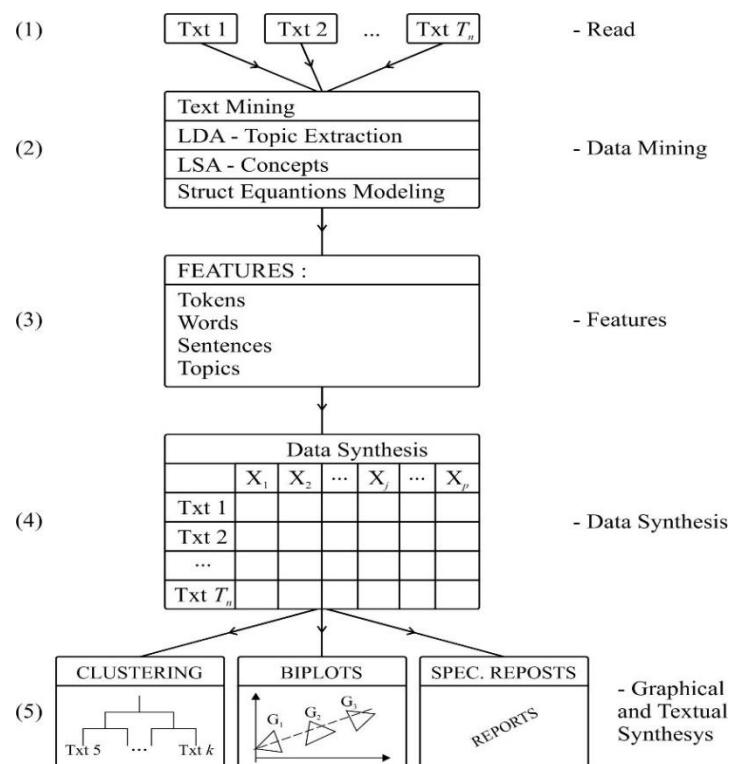 (1) Txt 1 Txt 2 ... Txt Tn - Read
Text Mining
LDA - Topic Extraction
(2) - Data Mining
LSA - Concepts
Struct Equantions Modeling
FEATURES :
Tokens
Words
(3) - Features
Sentences
Topics
Data Synthesis
X1 X2 ... Xj ... Xp
Txt 1
(4) Txt 2 - Data Synthesis
...
Txt Tn
CLUSTERING BIPLOTS SPEC. REPOSTS
- Graphical
and Textual
Synthesys
(5)
Txt 5 ... Txt k
G1 G2 G3
REPORTS